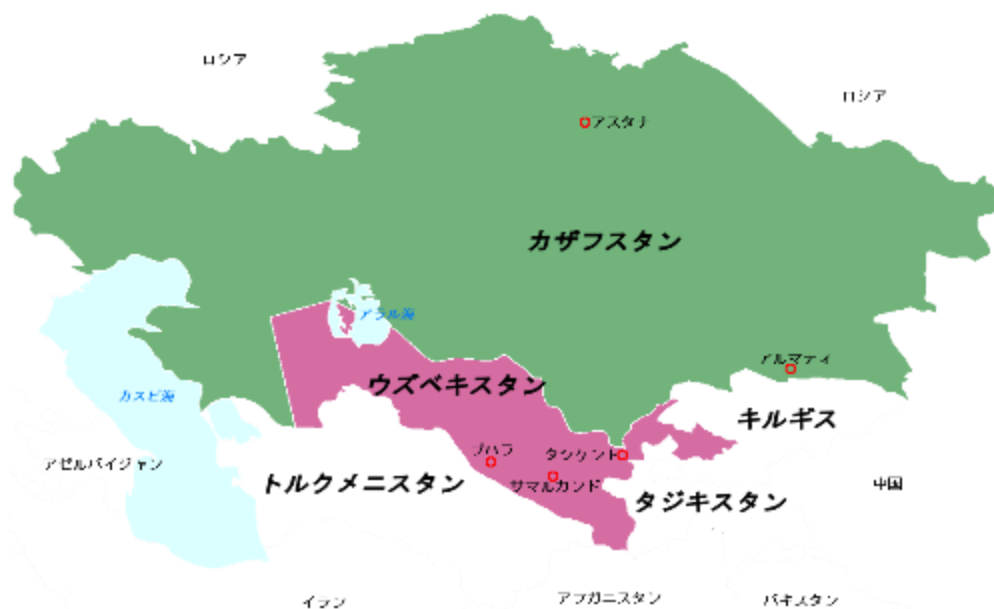 ロシア
ロシア
アスタナ
カザフスタン
アラル海
アルマティ
ウズベキスタン
カスピ海
キルギス
ブハラ
タシケント
アゼルバイジャン
トルクメニスタン
サマルカンド
タジキスタン
中国
イラン
アフガニスタン
パキスタン